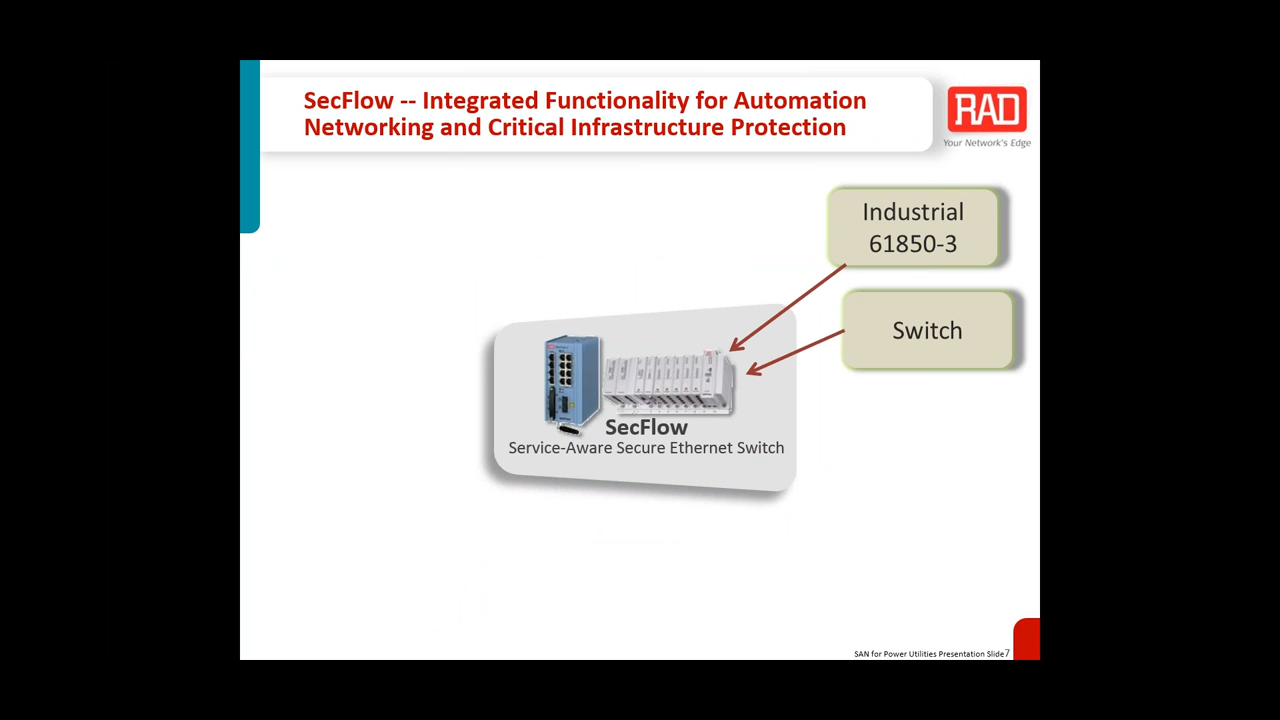 SecFlow -- Integrated Functionality for Automation
Networking and Critical Infrastructure Protection
RAD
Your Network's Edge
Industrial
61850-3
Switch
SecFlow
Service-Aware Secure Ethernet Switch
SAN for Power Utilities Presentation Slide7